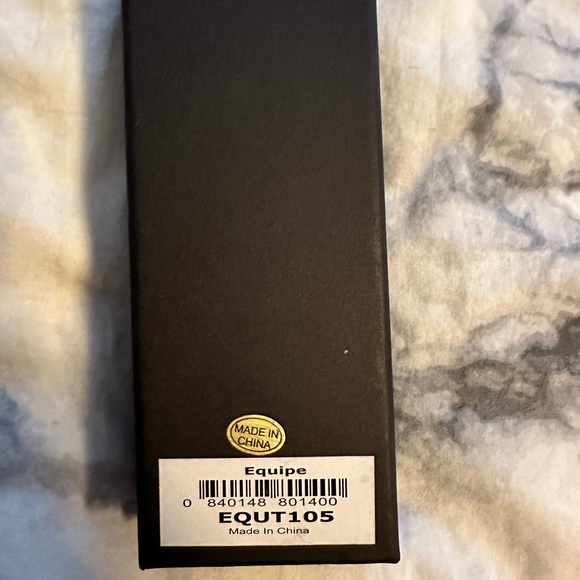 MADE IN
CHINA
Equipe
0 840148 801400
EQUT105
Made In China